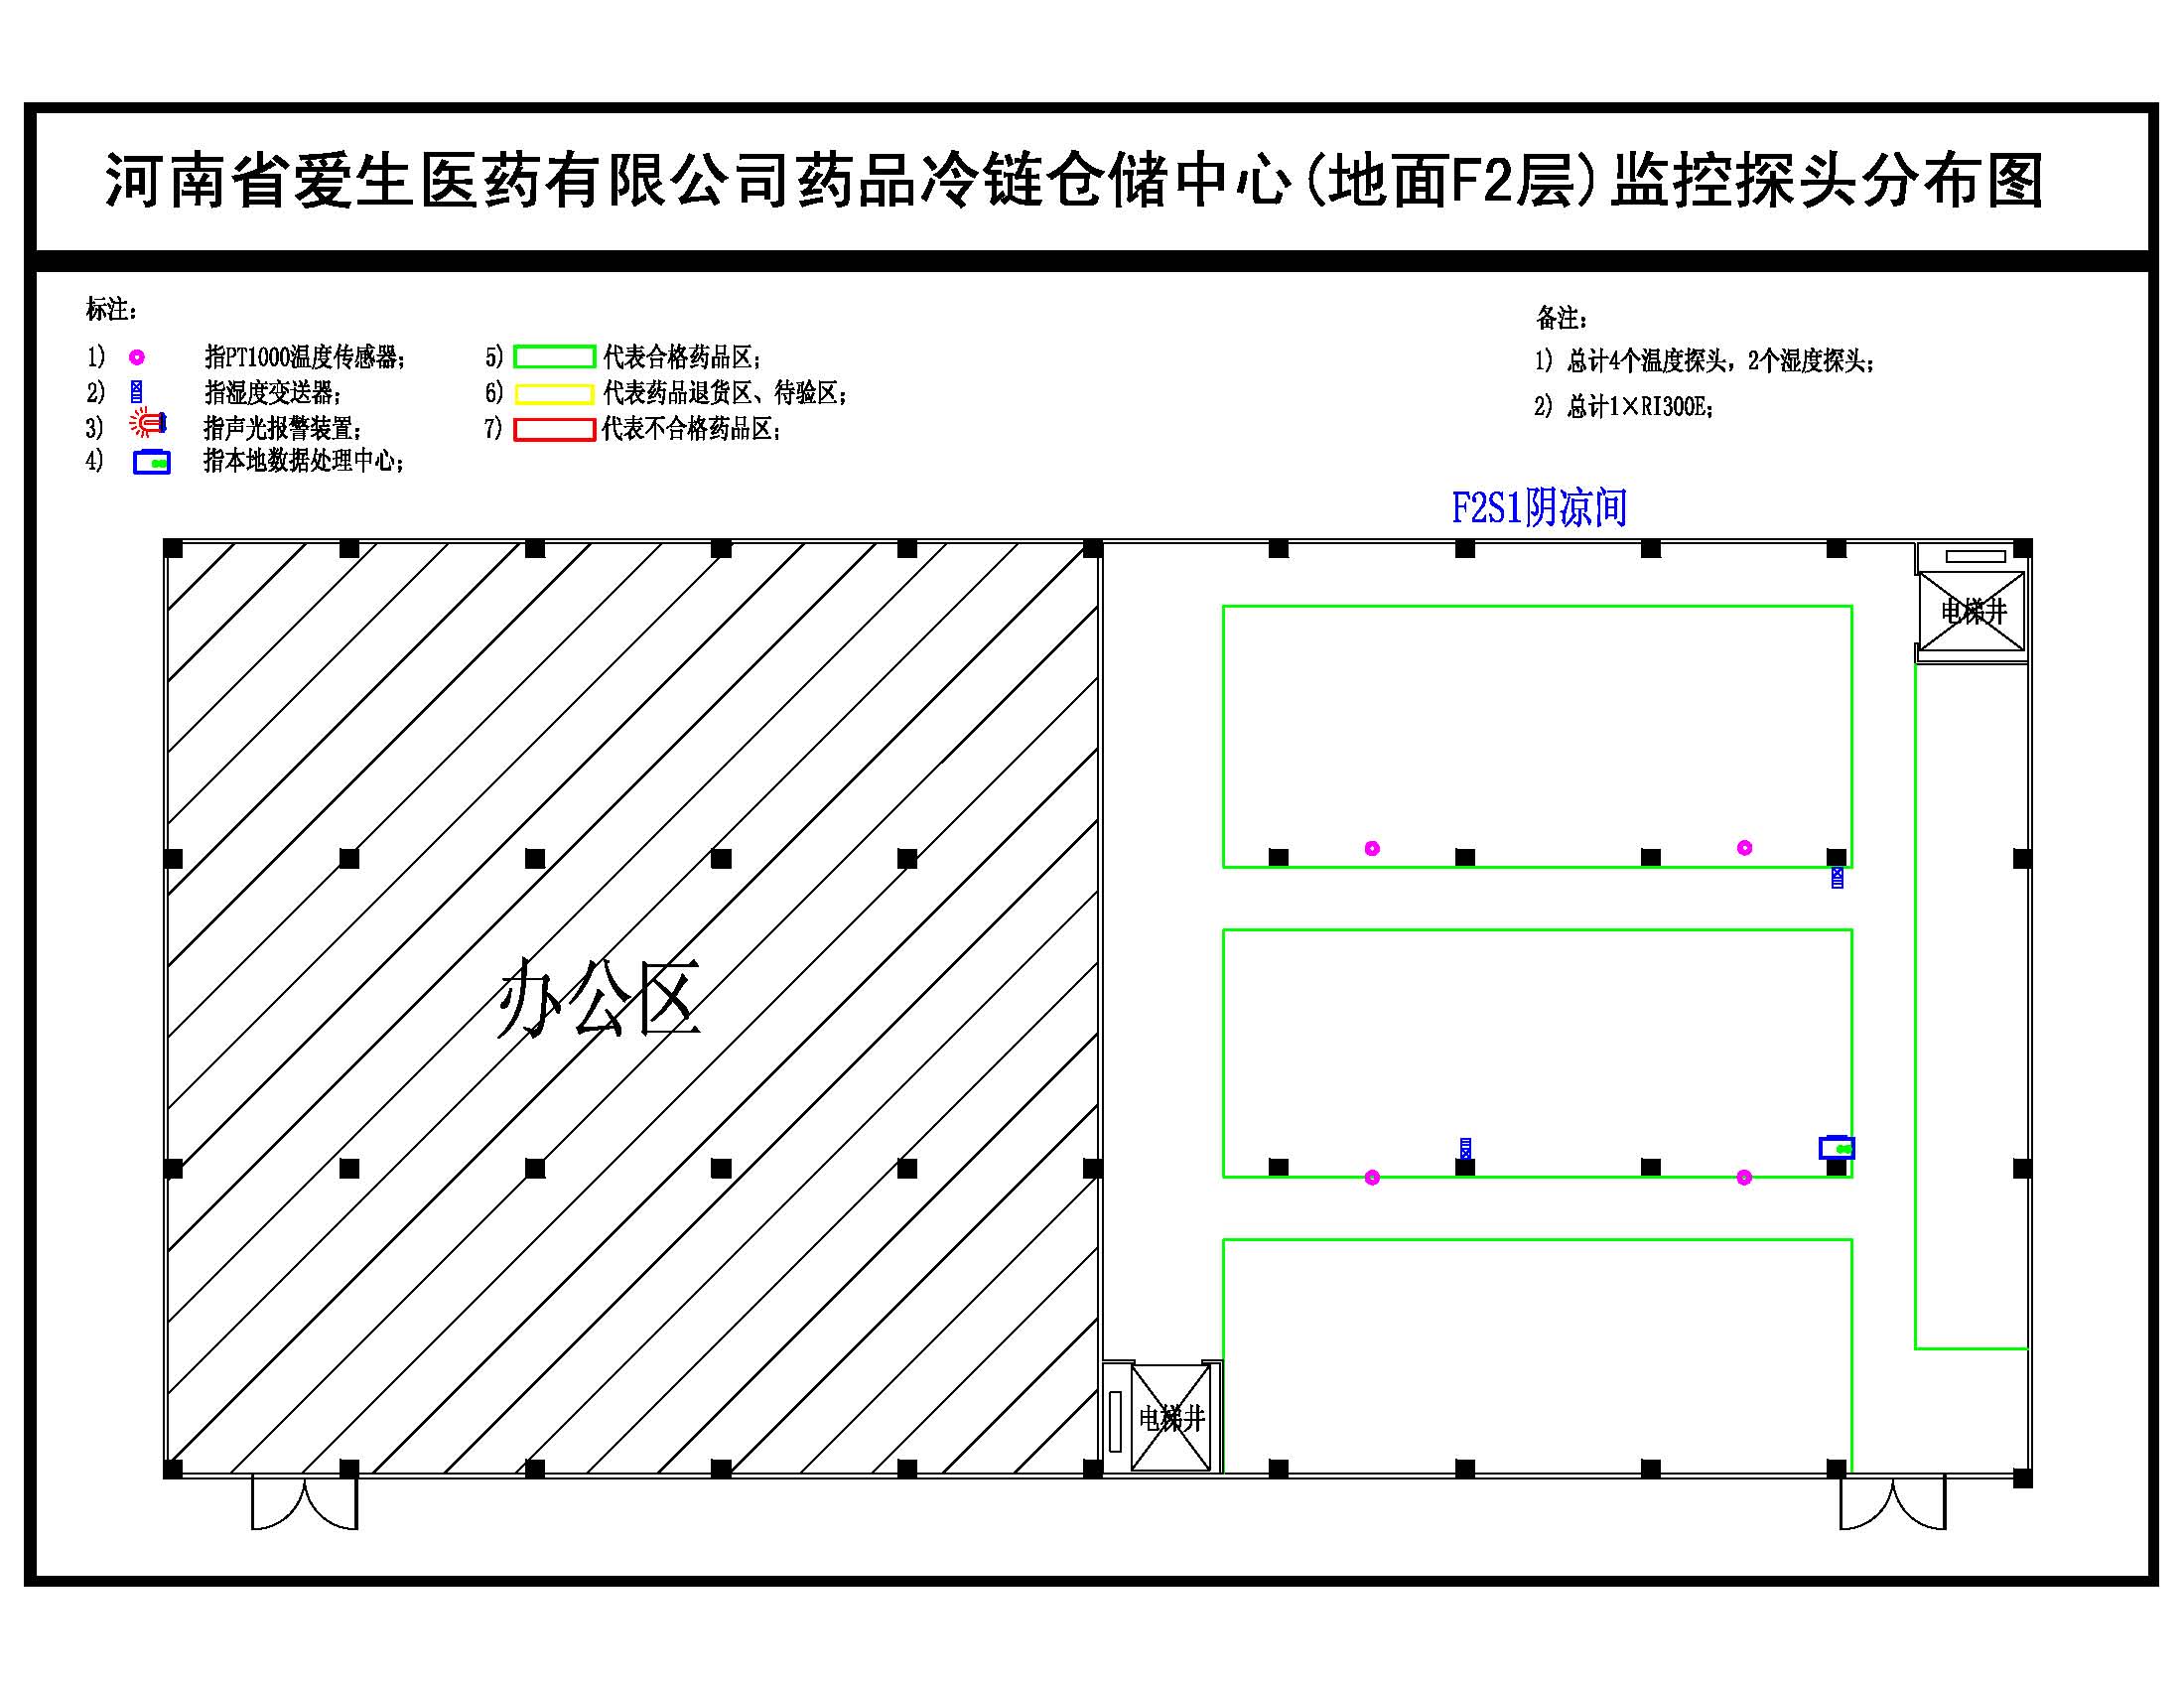 河南省爱生医药有限公司药品冷链仓储中心(地面F2层)监控探头分布图
标注：
1) 指PT1000温度传感器；
2) 指湿度变送器；
3) 指声光报警装置；
4) 指本地数据处理中心；
5) 代表合格药品区；
6) 代表药品退货区、待验区；
7) 代表不合格药品区；
备注：
1) 总计4个温度探头，2个湿度探头；
2) 总计1×RI300E；
F2S1阴凉间
电梯井
办公区
电梯井